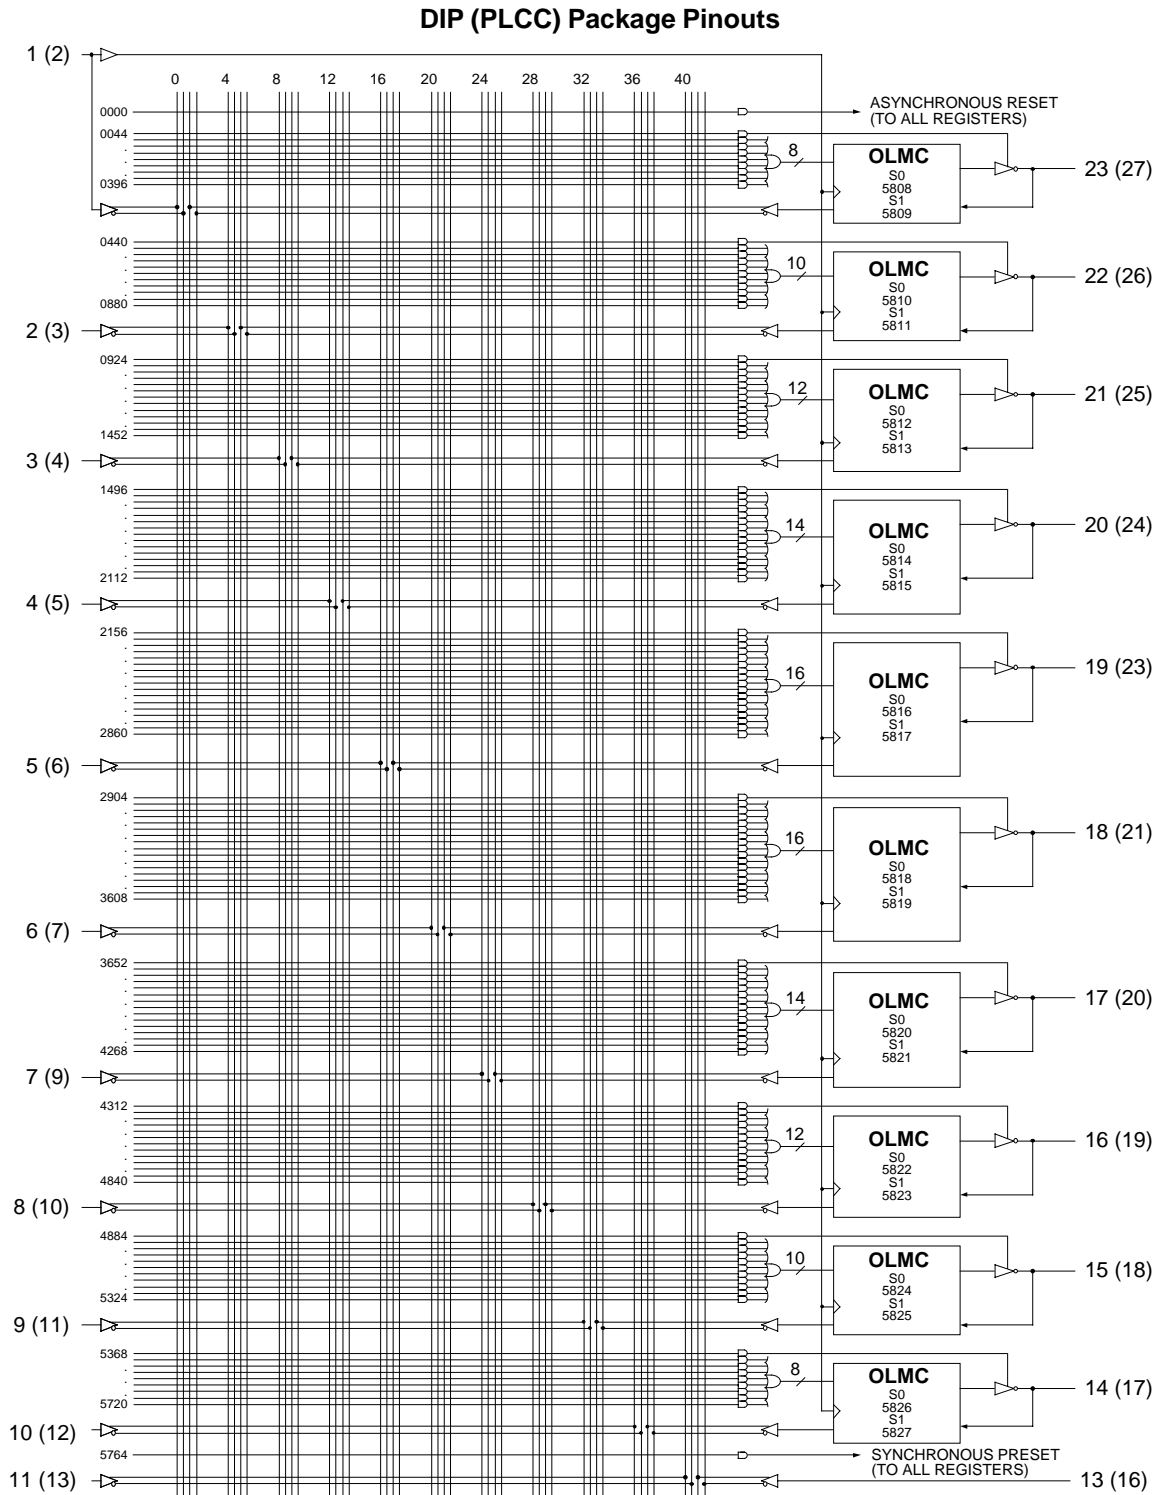 DIP (PLCC) Package Pinouts
1 (2)
0 4 8 12 16 20 24 28 32 36 40
0000
ASYNCHRONOUS RESET
(TO ALL REGISTERS)
0044
.
.
.
0396
8
OLMC
S0
5808
S1
5809
23 (27)
0440
.
.
.
0880
10
OLMC
S0
5810
S1
5811
22 (26)
2 (3)
0924
.
.
.
1452
12
OLMC
S0
5812
S1
5813
21 (25)
3 (4)
1496
.
.
.
2112
14
OLMC
S0
5814
S1
5815
20 (24)
4 (5)
2156
.
.
.
2860
16
OLMC
S0
5816
S1
5817
19 (23)
5 (6)
2904
.
.
.
3608
16
OLMC
S0
5818
S1
5819
18 (21)
6 (7)
3652
.
.
.
4268
14
OLMC
S0
5820
S1
5821
17 (20)
7 (9)
4312
.
.
.
4840
12
OLMC
S0
5822
S1
5823
16 (19)
8 (10)
4884
.
.
.
5324
10
OLMC
S0
5824
S1
5825
15 (18)
9 (11)
5368
.
.
.
5720
8
OLMC
S0
5826
S1
5827
14 (17)
10 (12)
5764
SYNCHRONOUS PRESET
(TO ALL REGISTERS)
11 (13)
13 (16)